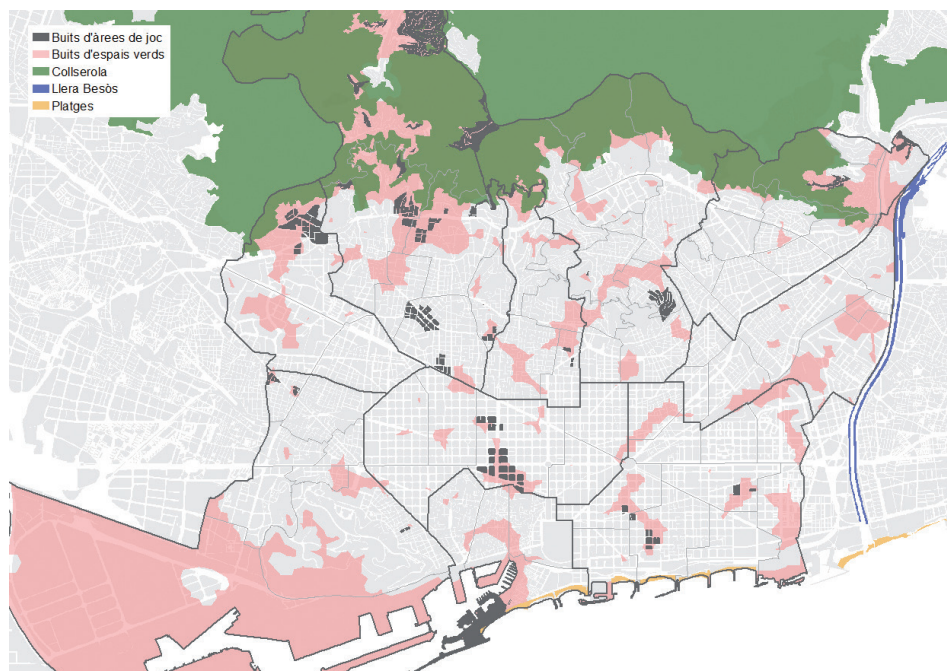 Buits d'àrees de joc
Buits d'espais verds
Collserola
Llera Besòs
Platges